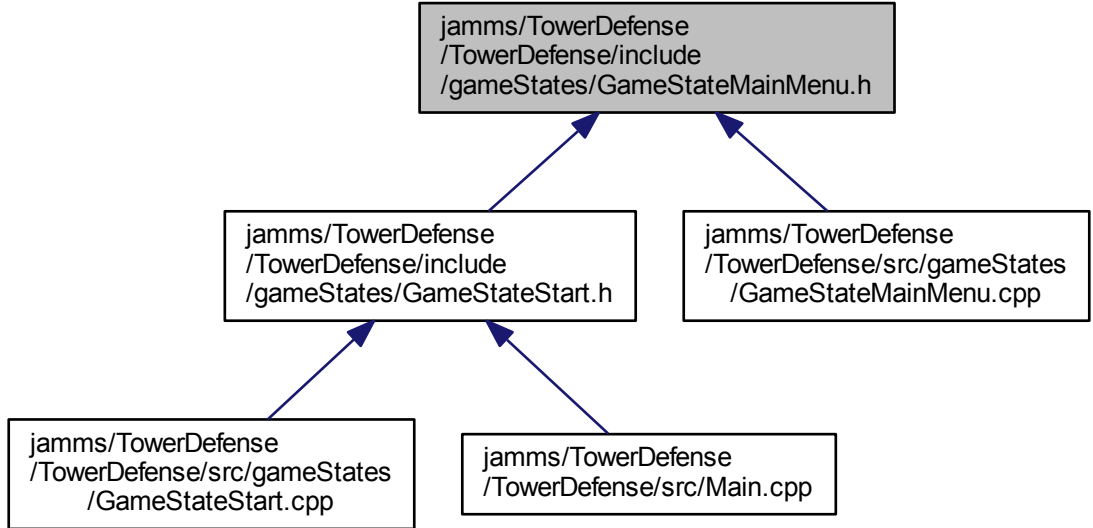 jamms/TowerDefense
/TowerDefense/include
/gameStates/GameStateMainMenu.h
jamms/TowerDefense
/TowerDefense/include
/gameStates/GameStateStart.h
jamms/TowerDefense
/TowerDefense/src/gameStates
/GameStateMainMenu.cpp
jamms/TowerDefense
/TowerDefense/src/gameStates
/GameStateStart.cpp
jamms/TowerDefense
/TowerDefense/src/Main.cpp